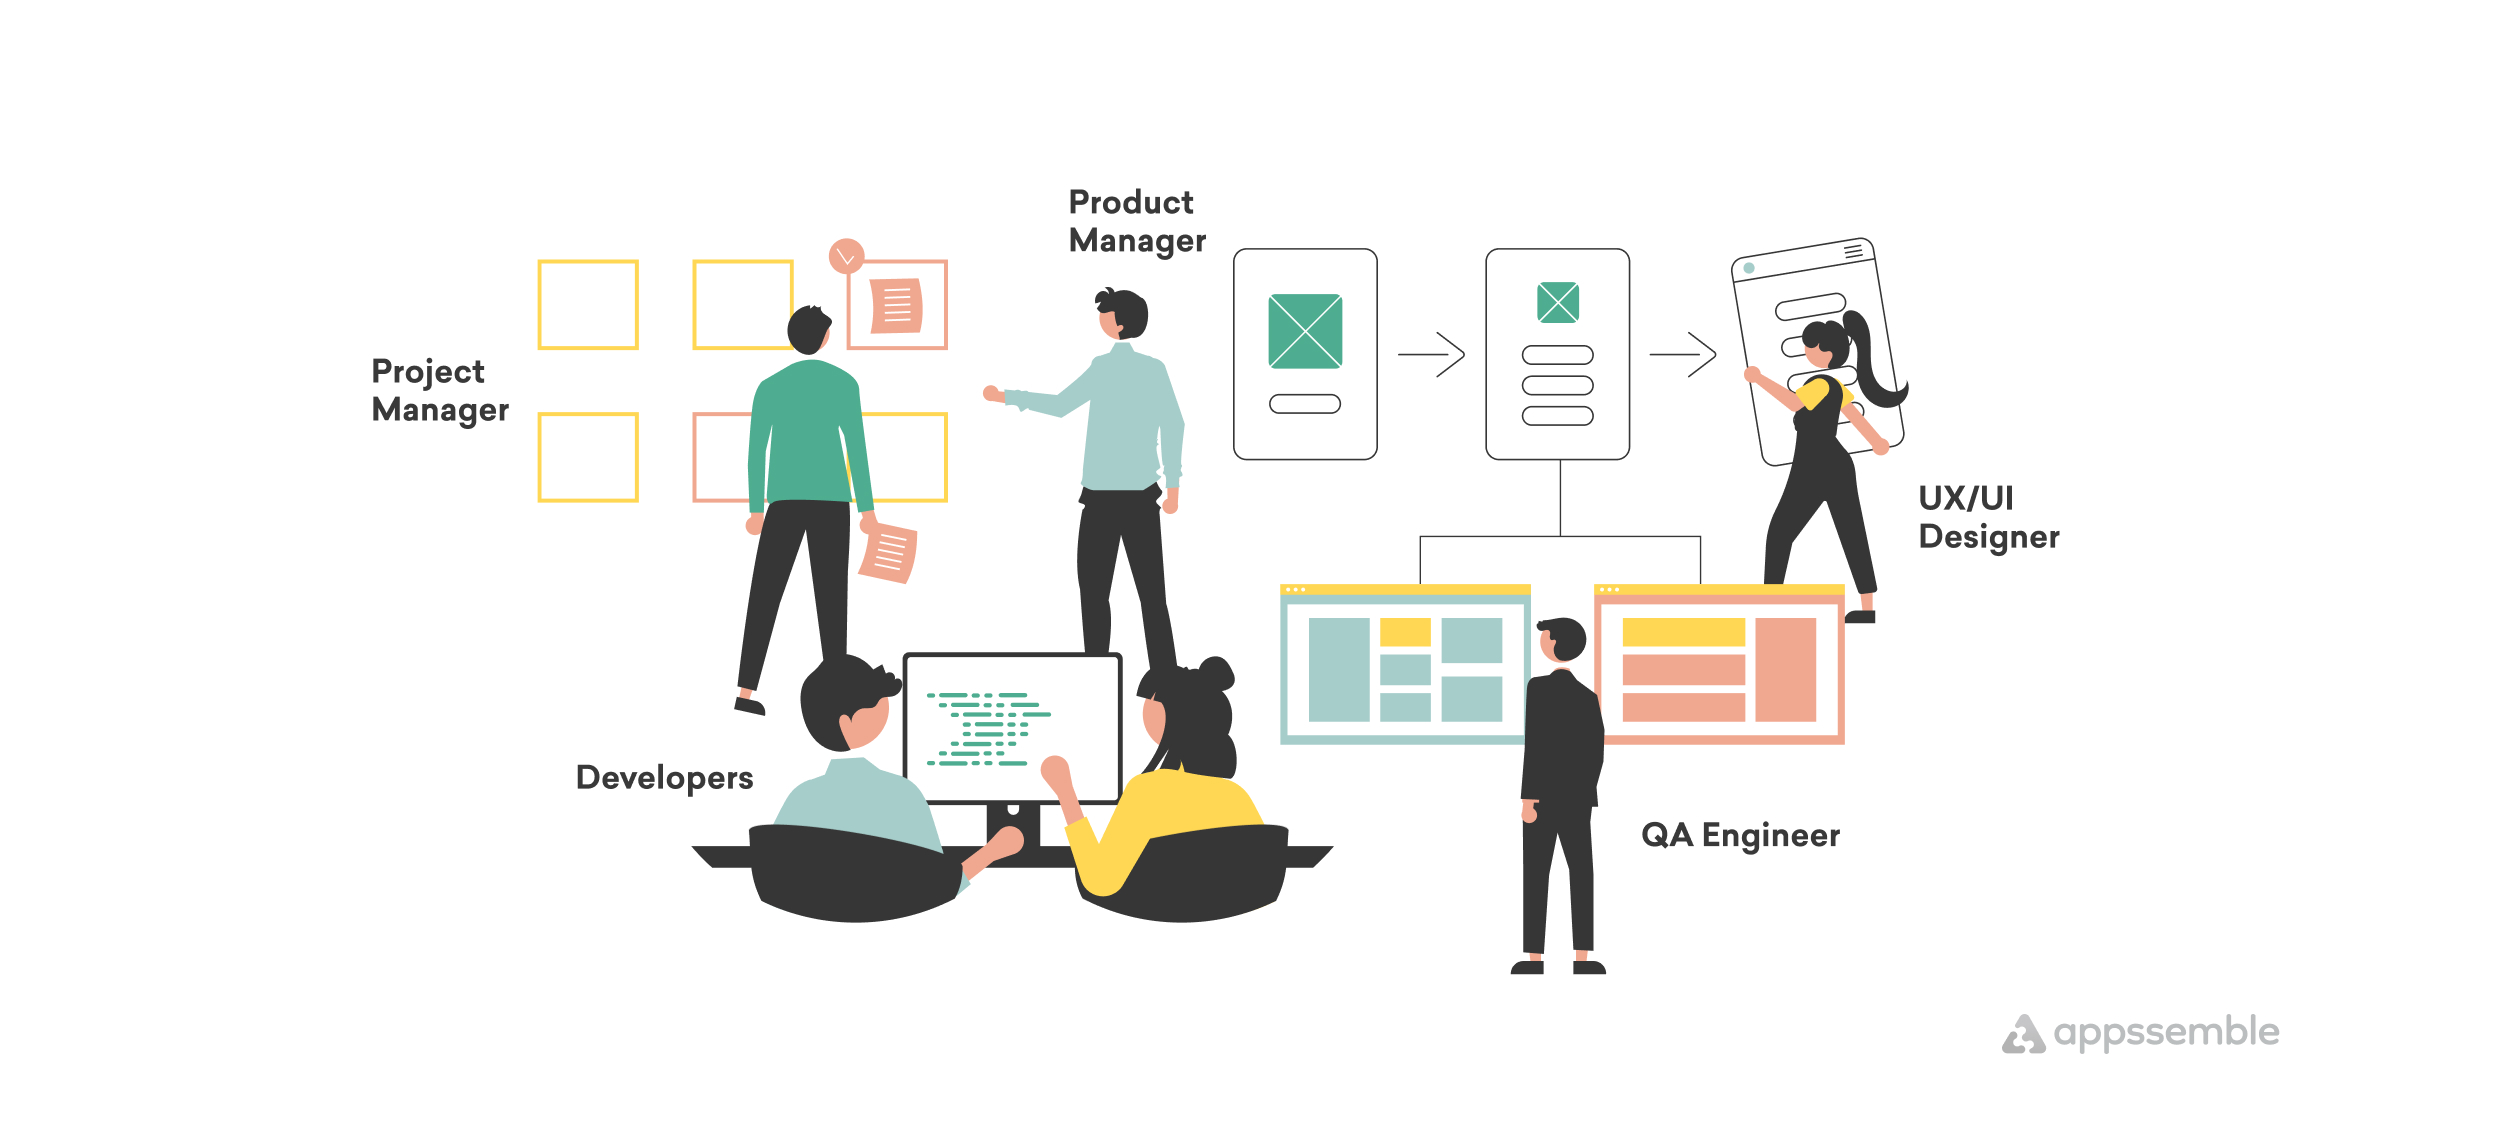 Product
Manager
Project
Manager
UX/UI
Designer
Developers
QA Engineer
appssemble